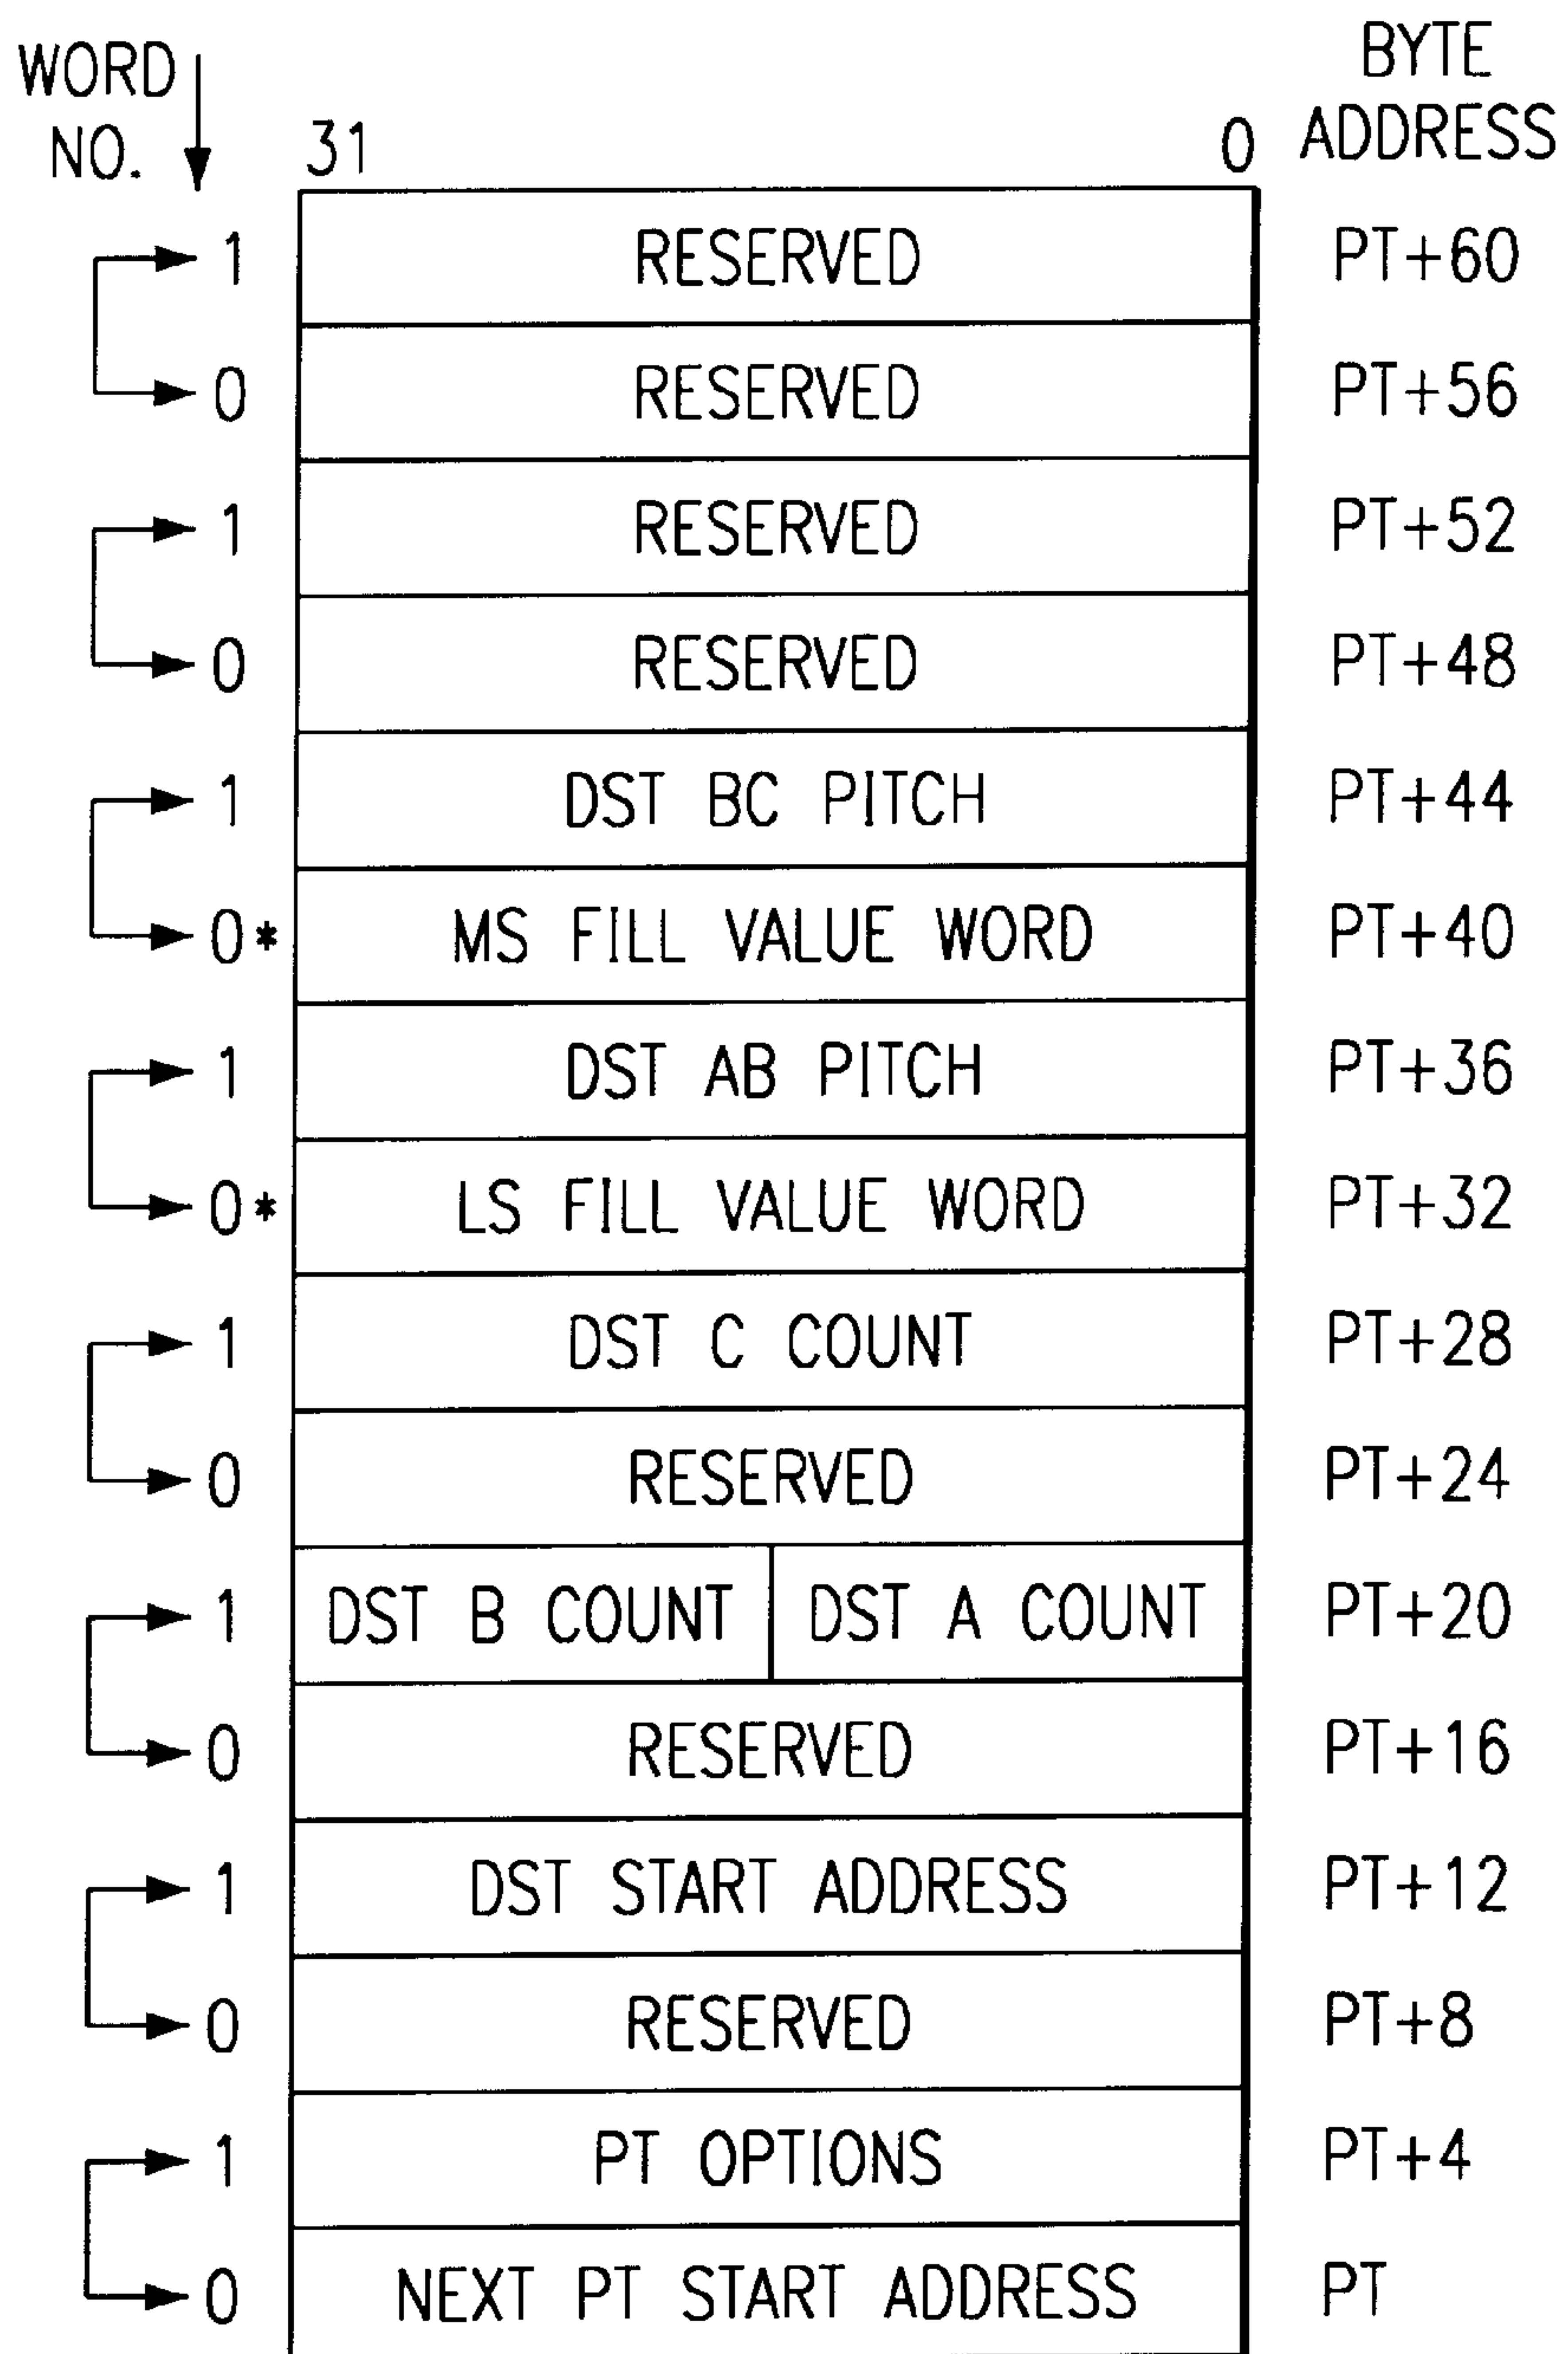 WORD NO. 31 0 BYTE ADDRESS
1 RESERVED PT+60
0 RESERVED PT+56
1 RESERVED PT+52
0 RESERVED PT+48
1 DST BC PITCH PT+44
0* MS FILL VALUE WORD PT+40
1 DST AB PITCH PT+36
0* LS FILL VALUE WORD PT+32
1 DST C COUNT PT+28
0 RESERVED PT+24
1 DST B COUNT DST A COUNT PT+20
0 RESERVED PT+16
1 DST START ADDRESS PT+12
0 RESERVED PT+8
1 PT OPTIONS PT+4
0 NEXT PT START ADDRESS PT